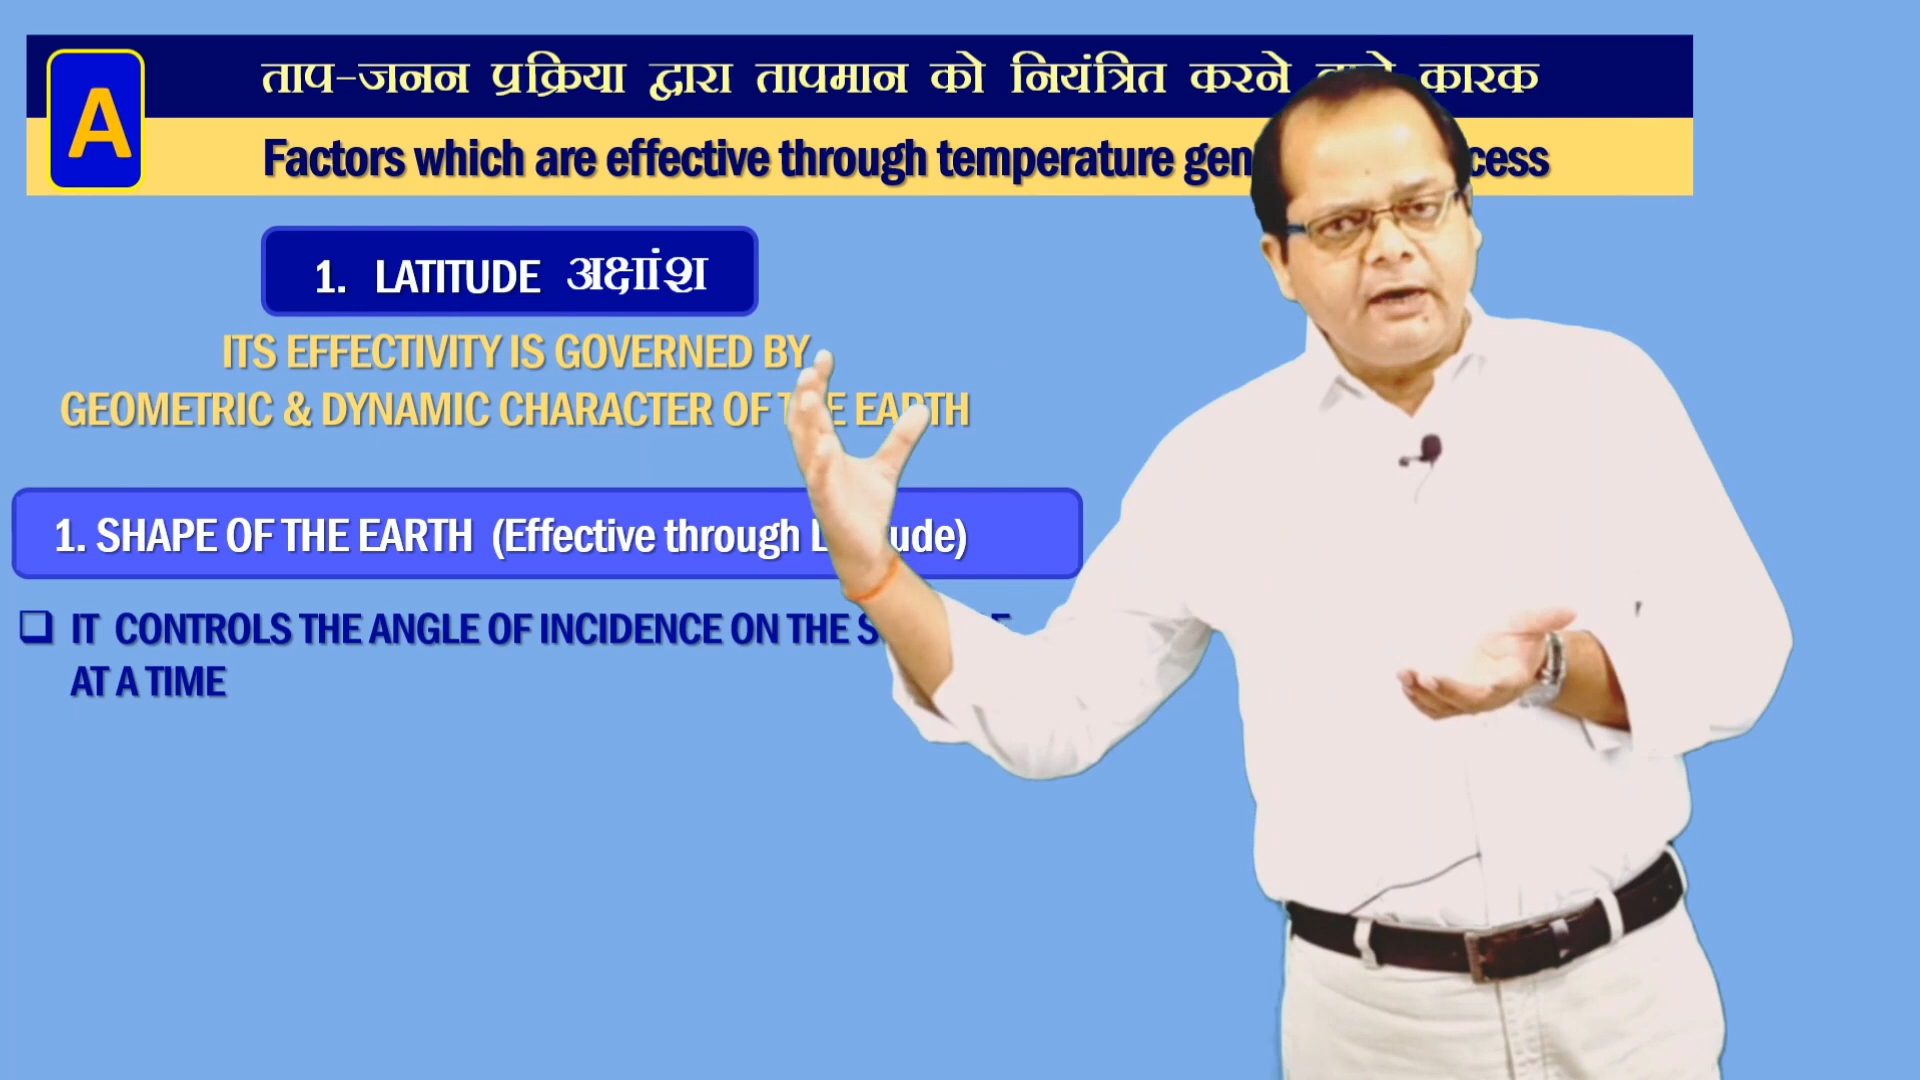 A
ताप-जनन प्रक्रिया द्वारा तापमान को नियंत्रित करने कारक
Factors which are effective through temperature
1. LATITUDE अक्षांश
ITS EFFECTIVITY IS GOVERNED BY
GEOMETRIC & DYNAMIC CHARACTER OF THE EARTH
1. SHAPE OF THE EARTH (Effective through
IT CONTROLS THE ANGLE OF INCIDENCE ON THE
AT A TIME